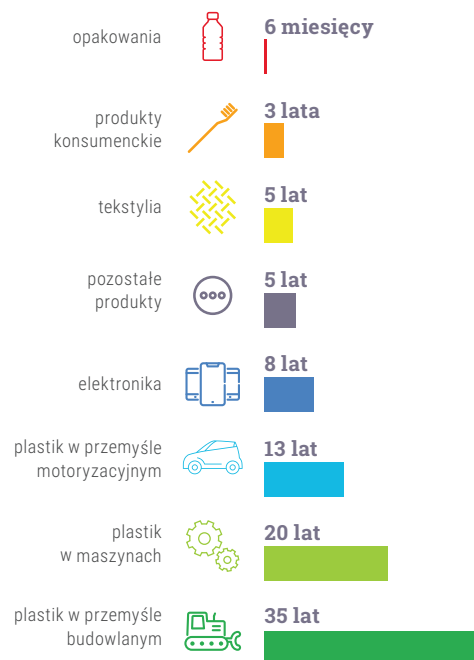 opakowania
6 miesięcy
produkty
konsumenckie
3 lata
tekstylia
5 lat
pozostałe
produkty
5 lat
elektronika
8 lat
plastik w przemyśle
motoryzacyjnym
13 lat
plastik
w maszynach
20 lat
plastik w przemyśle
budowlanym
35 lat